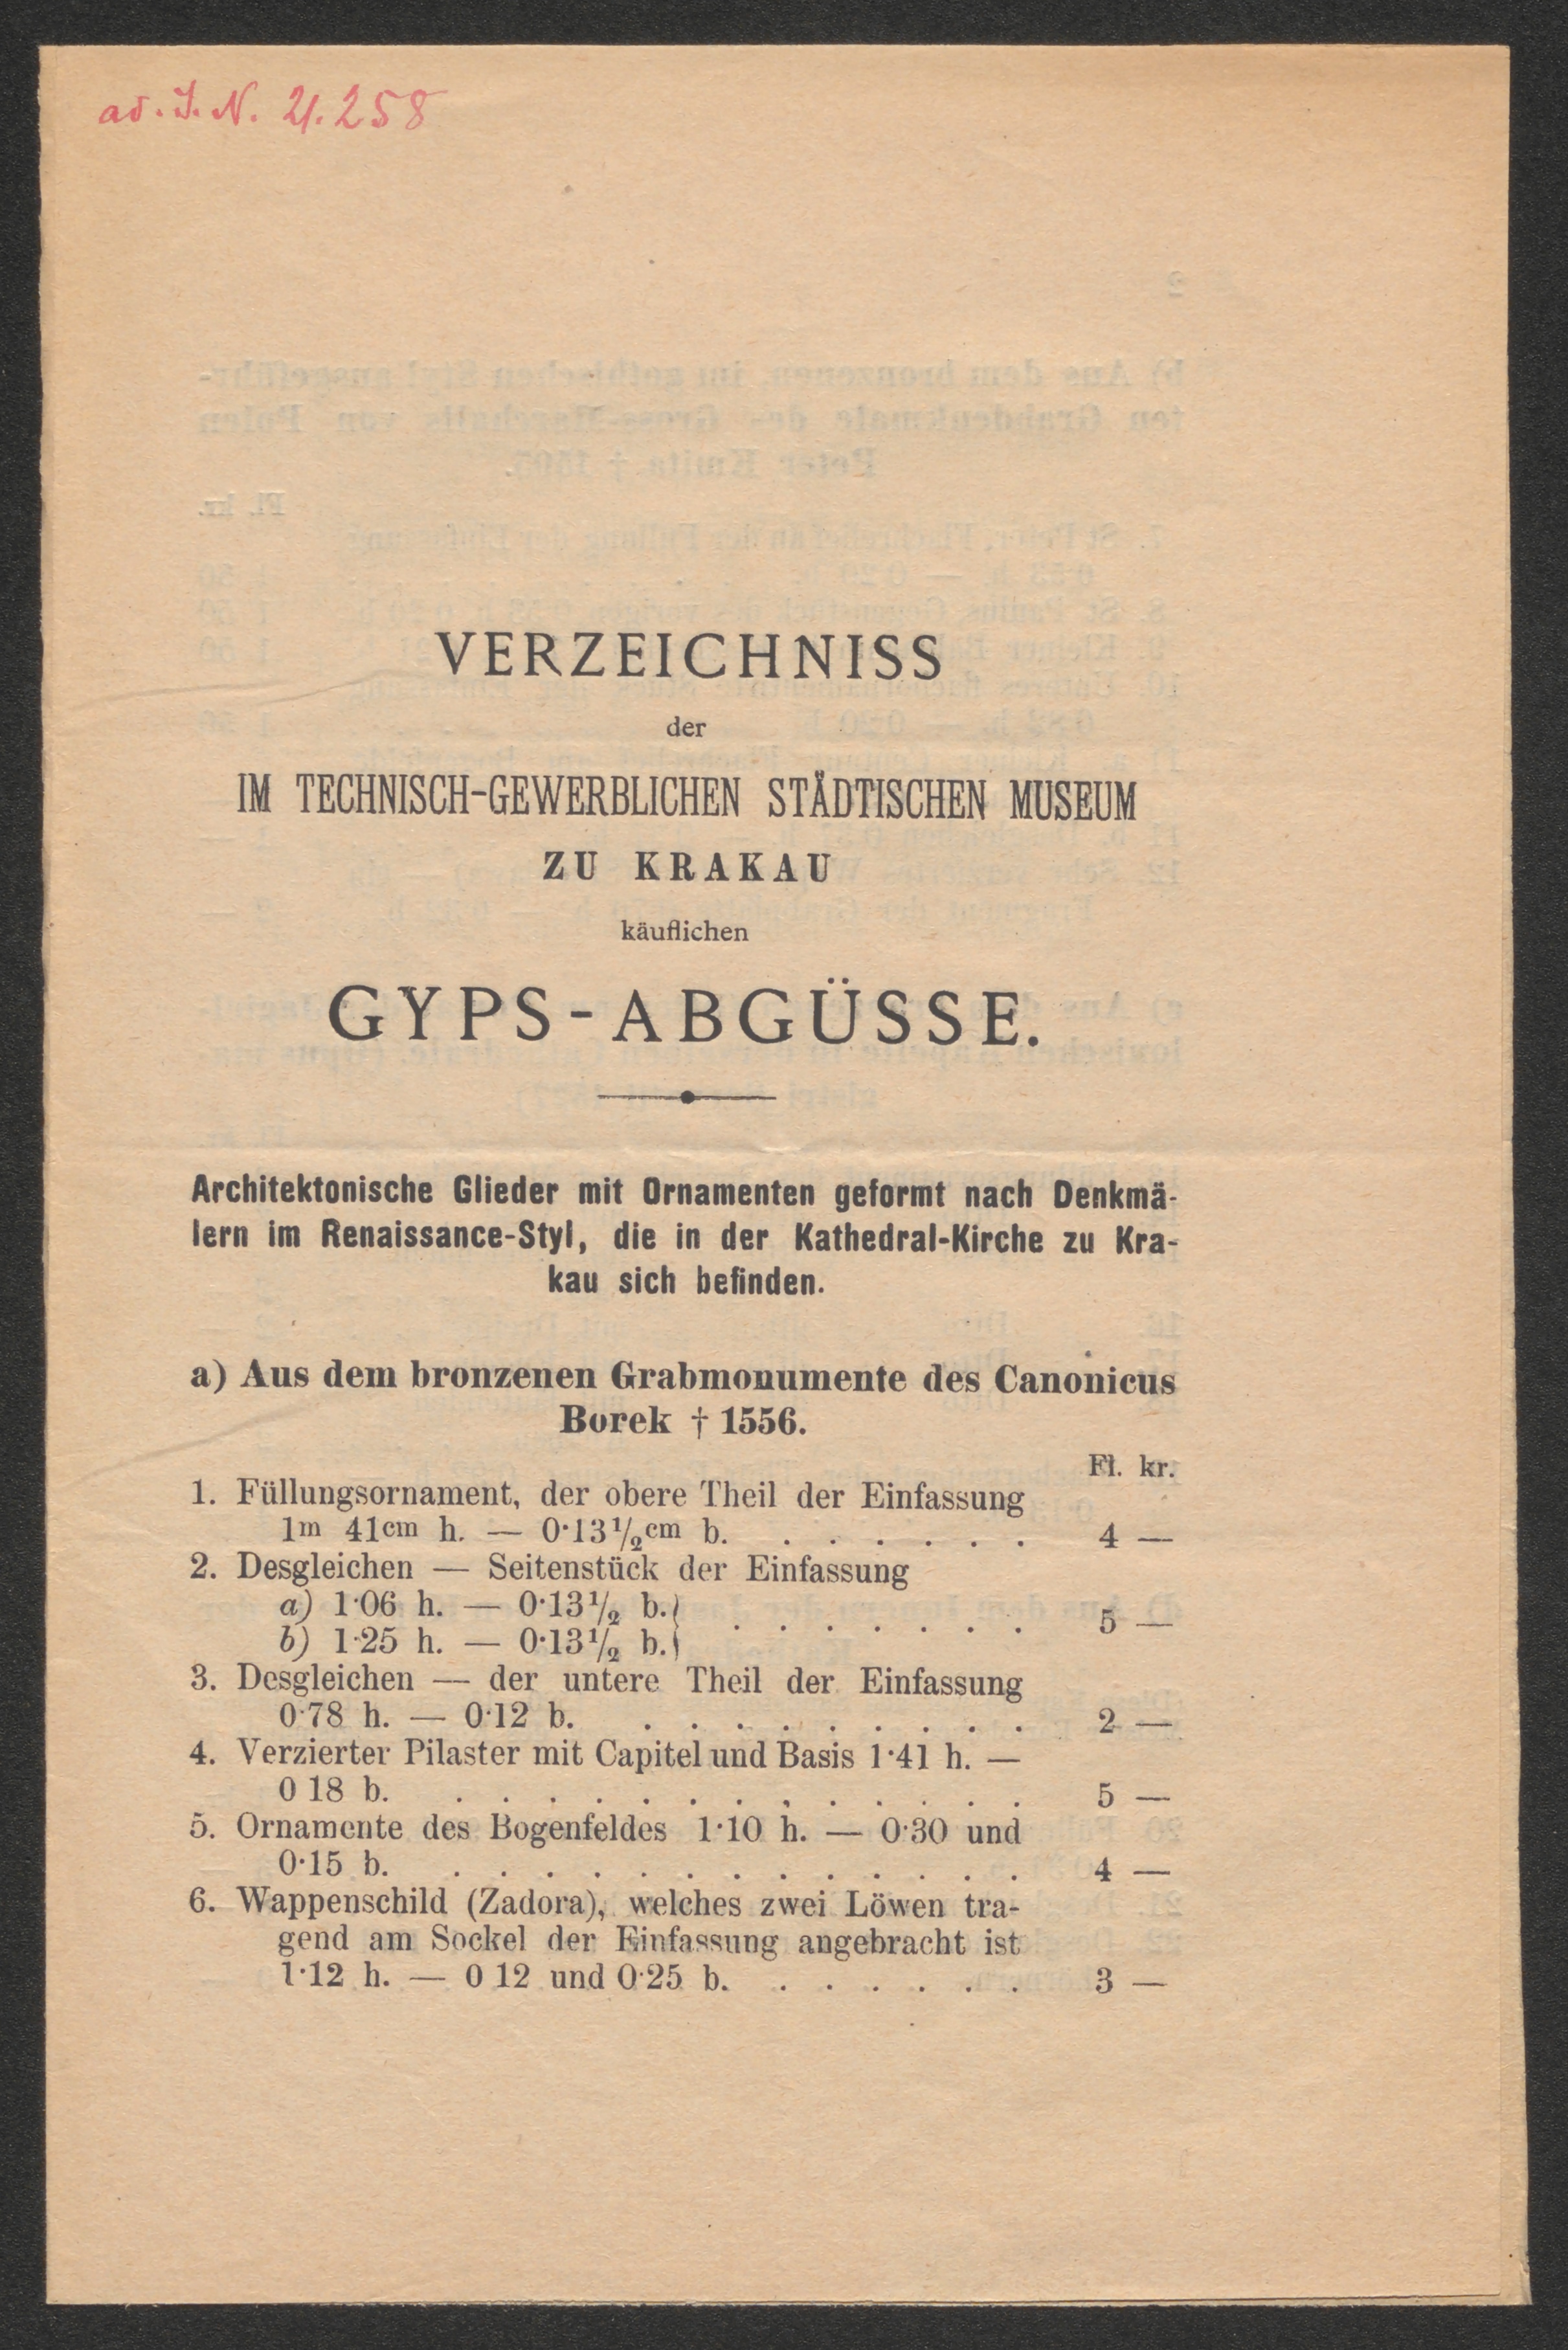 ad. I. N. 21.258
VERZEICHNISS
der
IM TECHNISCH-GEWERBLICHEN STÄDTISCHEN MUSEUM
ZU KRAKAU
käuflichen
GYPS-ABGÜSSE.
Architektonische Glieder mit Ornamenten geformt nach Denkmä-
lern im Renaissance-Styl, die in der Kathedral-Kirche zu Kra-
kau sich befinden.
a) Aus dem bronzenen Grabmonumente des Canonicus
Borek † 1556.
Fl. kr.
1. Füllungsornament, der obere Theil der Einfassung
1m 41cm h. — 0·13½cm b. . . . . . . 4 —
2. Desgleichen — Seitenstück der Einfassung
a) 1·06 h. — 0·13½ b.
b) 1·25 h. — 0·13½ b. . . . . . . . 5 —
3. Desgleichen — der untere Theil der Einfassung
0·78 h. — 0·12 b. . . . . . . . . . 2 —
4. Verzierter Pilaster mit Capitel und Basis 1·41 h. —
0 18 b. . . . . . . . . . . . . . 5 —
5. Ornamente des Bogenfeldes 1·10 h. — 0·30 und
0·15 b. . . . . . . . . . . . . . 4 —
6. Wappenschild (Zadora), welches zwei Löwen tra-
gend am Sockel der Einfassung angebracht ist
1·12 h. — 0 12 und 0·25 b. . . . . . . 3 —